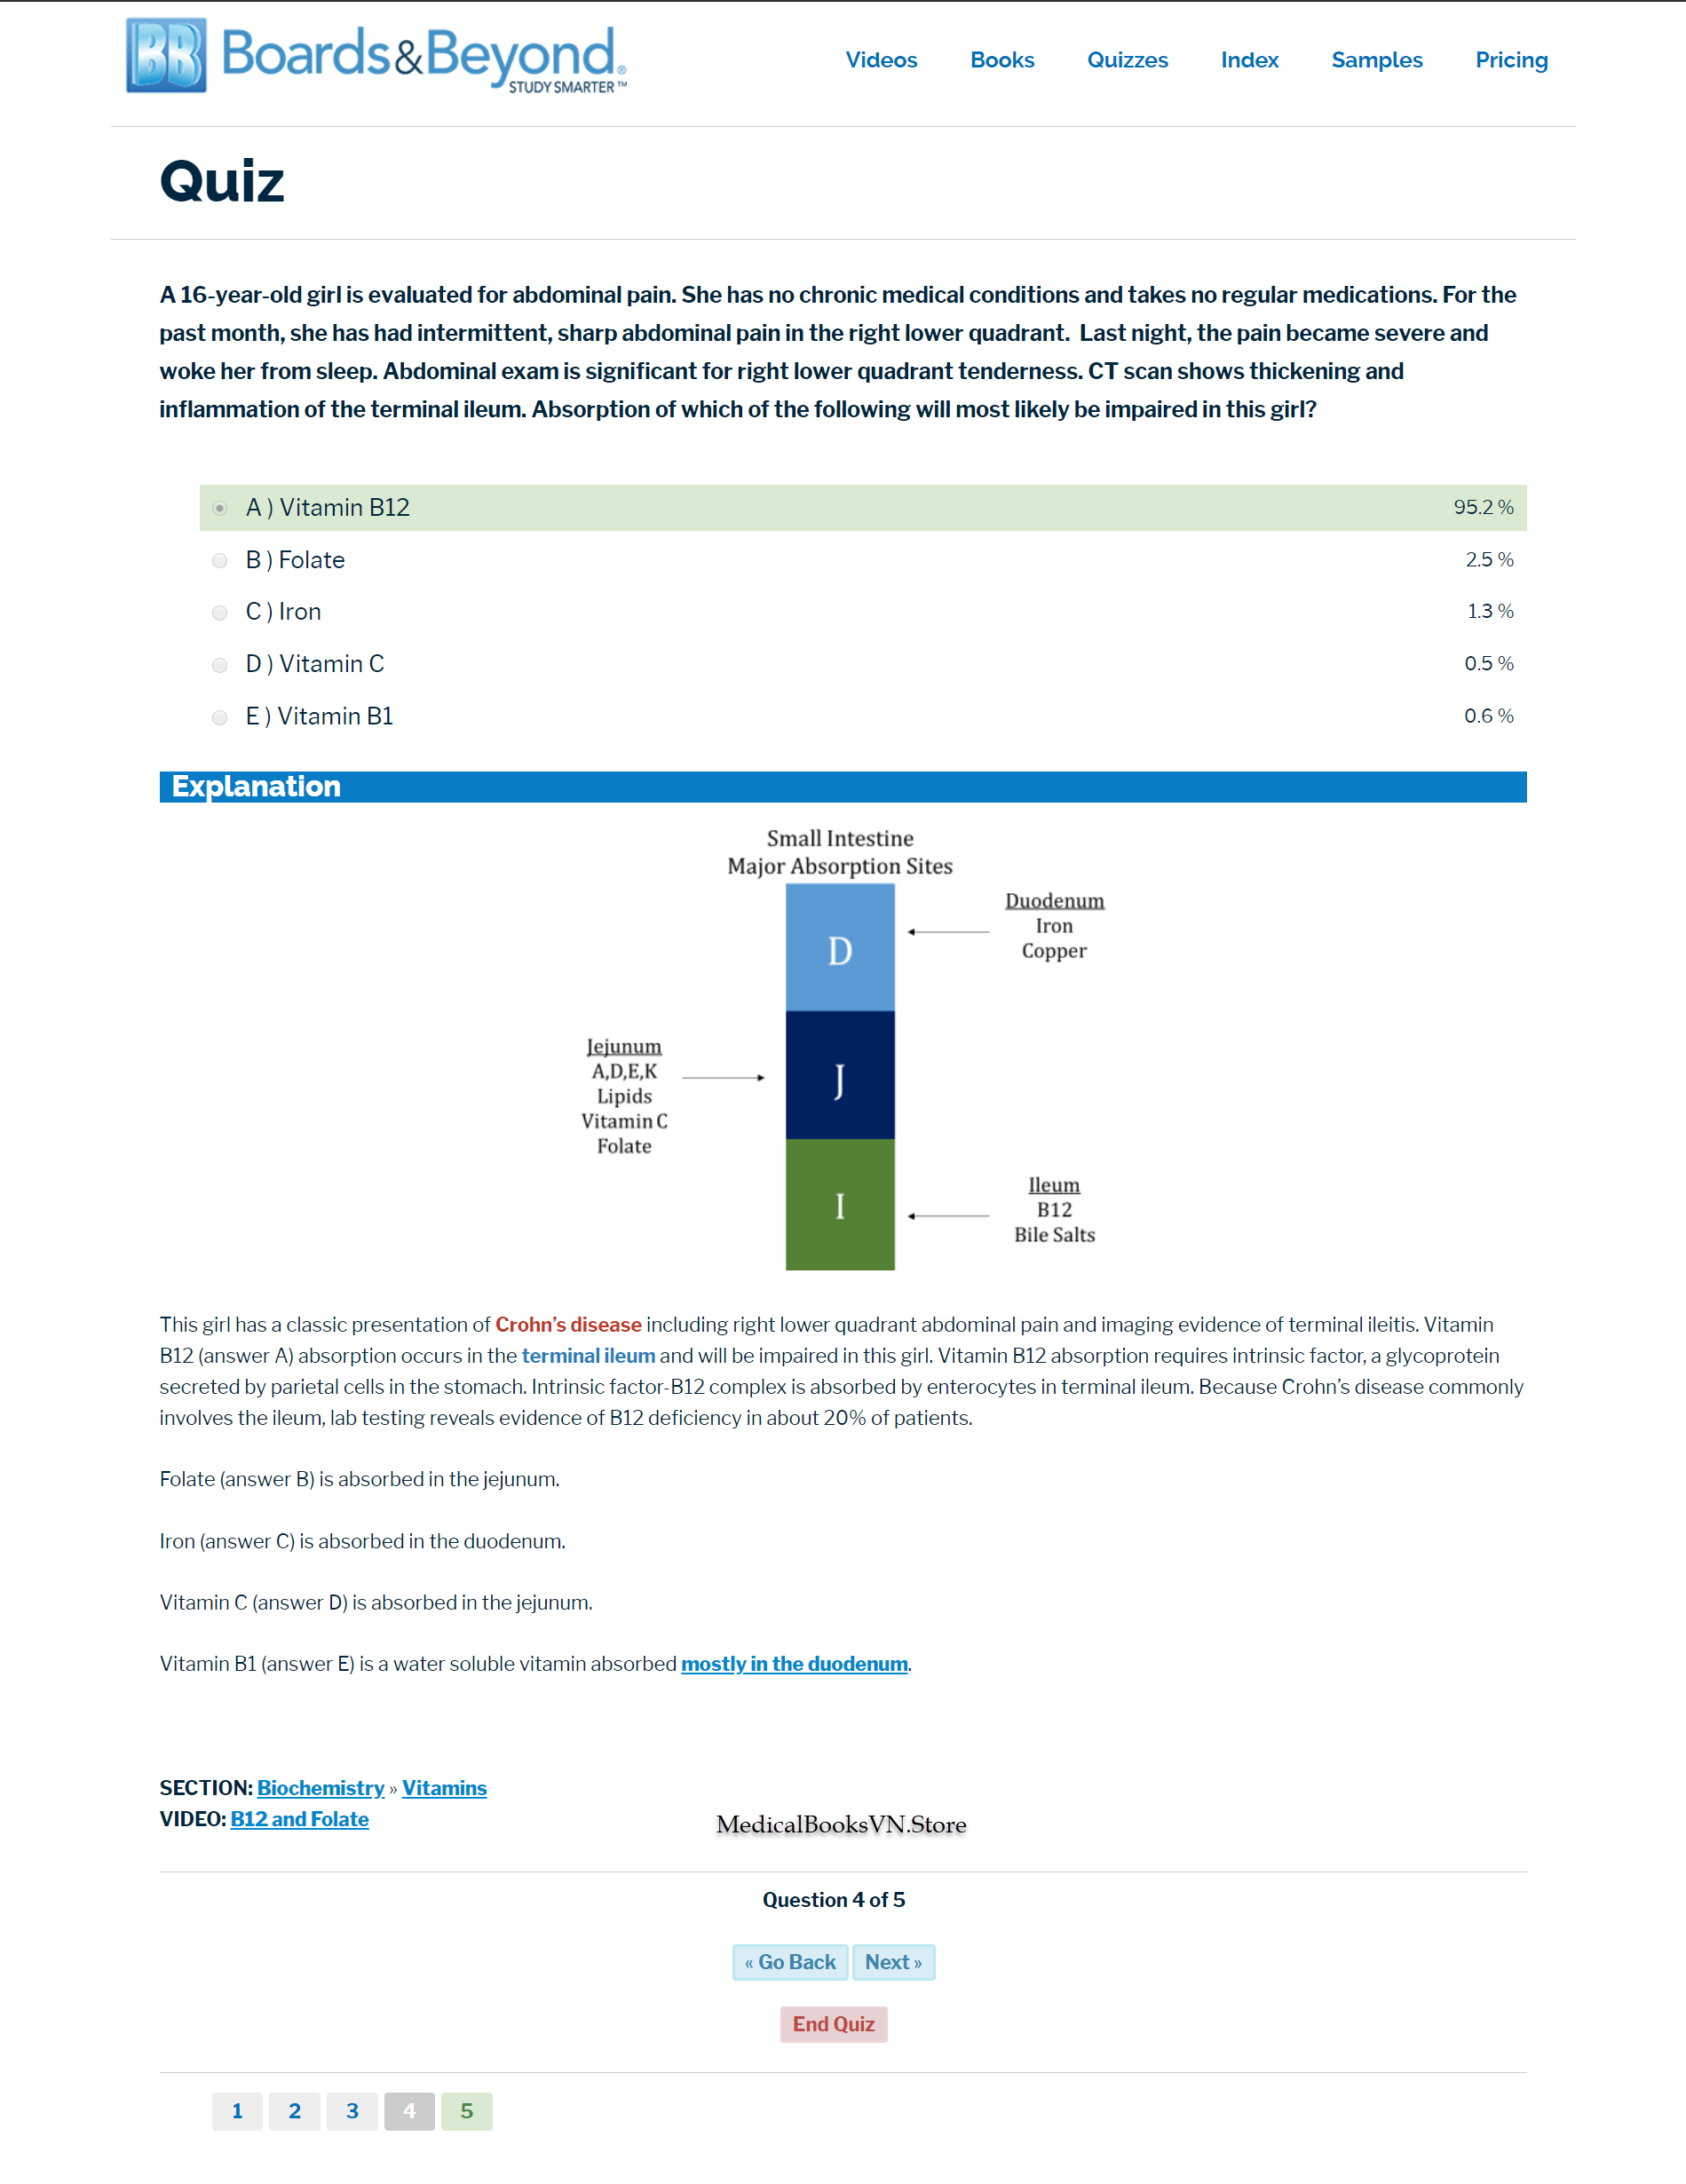 BB Boards&Beyond®
STUDY SMARTER™
Videos Books Quizzes Index Samples Pricing
Quiz
A 16-year-old girl is evaluated for abdominal pain. She has no chronic medical conditions and takes no regular medications. For the
past month, she has had intermittent, sharp abdominal pain in the right lower quadrant. Last night, the pain became severe and
woke her from sleep. Abdominal exam is significant for right lower quadrant tenderness. CT scan shows thickening and
inflammation of the terminal ileum. Absorption of which of the following will most likely be impaired in this girl?
A ) Vitamin B12 95.2 %
B ) Folate 2.5 %
C ) Iron 1.3 %
D ) Vitamin C 0.5 %
E ) Vitamin B1 0.6 %
Explanation
Small Intestine
Major Absorption Sites
Duodenum
Iron
Copper
D
Jejunum
A,D,E,K
Lipids
Vitamin C
Folate
J
I
Ileum
B12
Bile Salts
This girl has a classic presentation of Crohn's disease including right lower quadrant abdominal pain and imaging evidence of terminal ileitis. Vitamin
B12 (answer A) absorption occurs in the terminal ileum and will be impaired in this girl. Vitamin B12 absorption requires intrinsic factor, a glycoprotein
secreted by parietal cells in the stomach. Intrinsic factor-B12 complex is absorbed by enterocytes in terminal ileum. Because Crohn's disease commonly
involves the ileum, lab testing reveals evidence of B12 deficiency in about 20% of patients.
Folate (answer B) is absorbed in the jejunum.
Iron (answer C) is absorbed in the duodenum.
Vitamin C (answer D) is absorbed in the jejunum.
Vitamin B1 (answer E) is a water soluble vitamin absorbed mostly in the duodenum.
SECTION: Biochemistry » Vitamins
VIDEO: B12 and Folate
MedicalBooksVN.Store
Question 4 of 5
« Go Back Next »
End Quiz
1 2 3 4 5